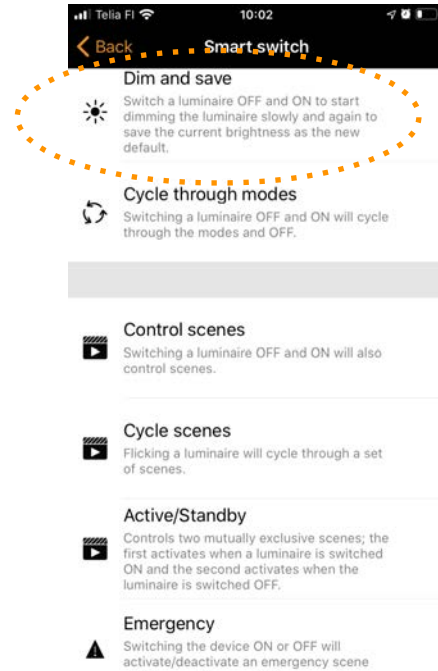 Telia FI 10:02
Back Smart switch
Dim and save
Switch a luminaire OFF and ON to start
dimming the luminaire slowly and again to
save the current brightness as the new
default.
Cycle through modes
Switching a luminaire OFF and ON will cycle
through the modes and OFF.
Control scenes
Switching a luminaire OFF and ON will also
control scenes.
Cycle scenes
Flicking a luminaire will cycle through a set
of scenes.
Active/Standby
Controls two mutually exclusive scenes; the
first activates when a luminaire is switched
ON and the second activates when the
luminaire is switched OFF.
Emergency
Switching the device ON or OFF will
activate/deactivate an emergency scene